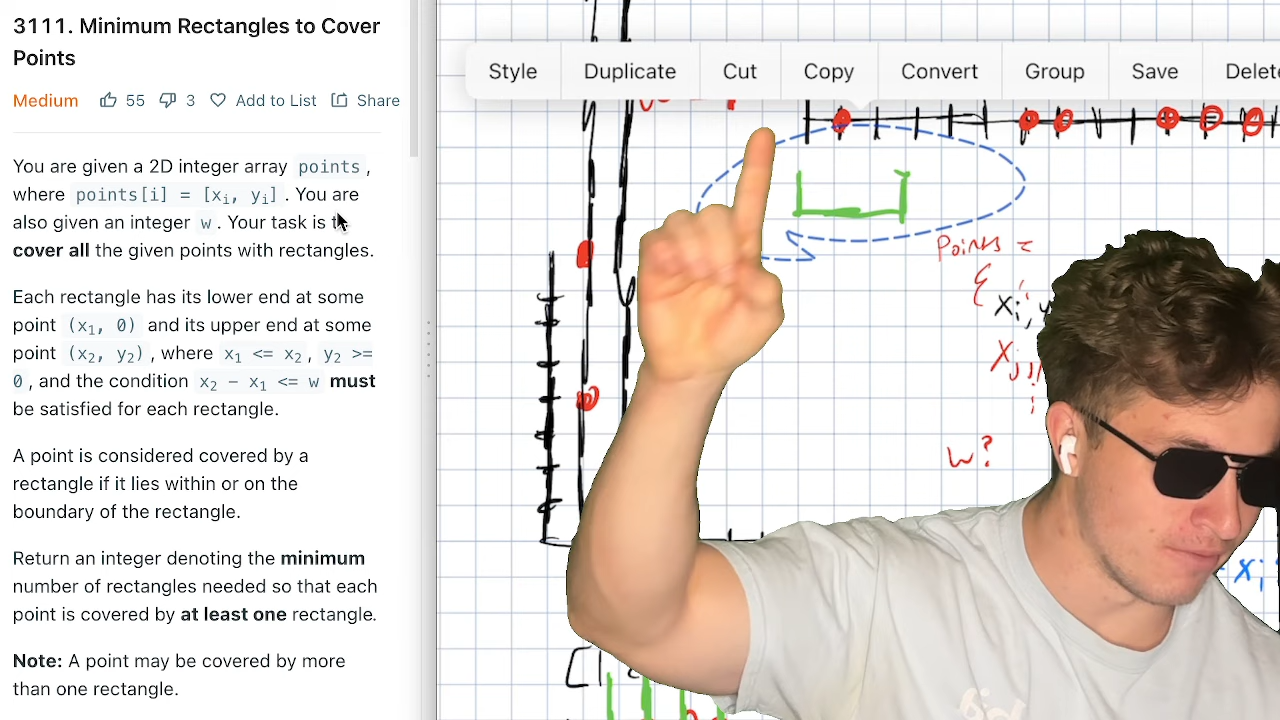 3111. Minimum Rectangles to Cover
Points
Medium 55 3 Add to List Share
You are given a 2D integer array points,
where points[i] = [xi, yi]. You are
also given an integer w. Your task is t
cover all the given points with rectangles.
Each rectangle has its lower end at some
point (x1, 0) and its upper end at some
point (x2, y2), where x1 <= x2, y2 >=
0, and the condition x2 - x1 <= w must
be satisfied for each rectangle.
A point is considered covered by a
rectangle if it lies within or on the
boundary of the rectangle.
Return an integer denoting the minimum
number of rectangles needed so that each
point is covered by at least one rectangle.
Note: A point may be covered by more
than one rectangle.
Style Duplicate Cut Copy Convert Group Save Delet
Points =
{
xi, y
w?
xi
[1,